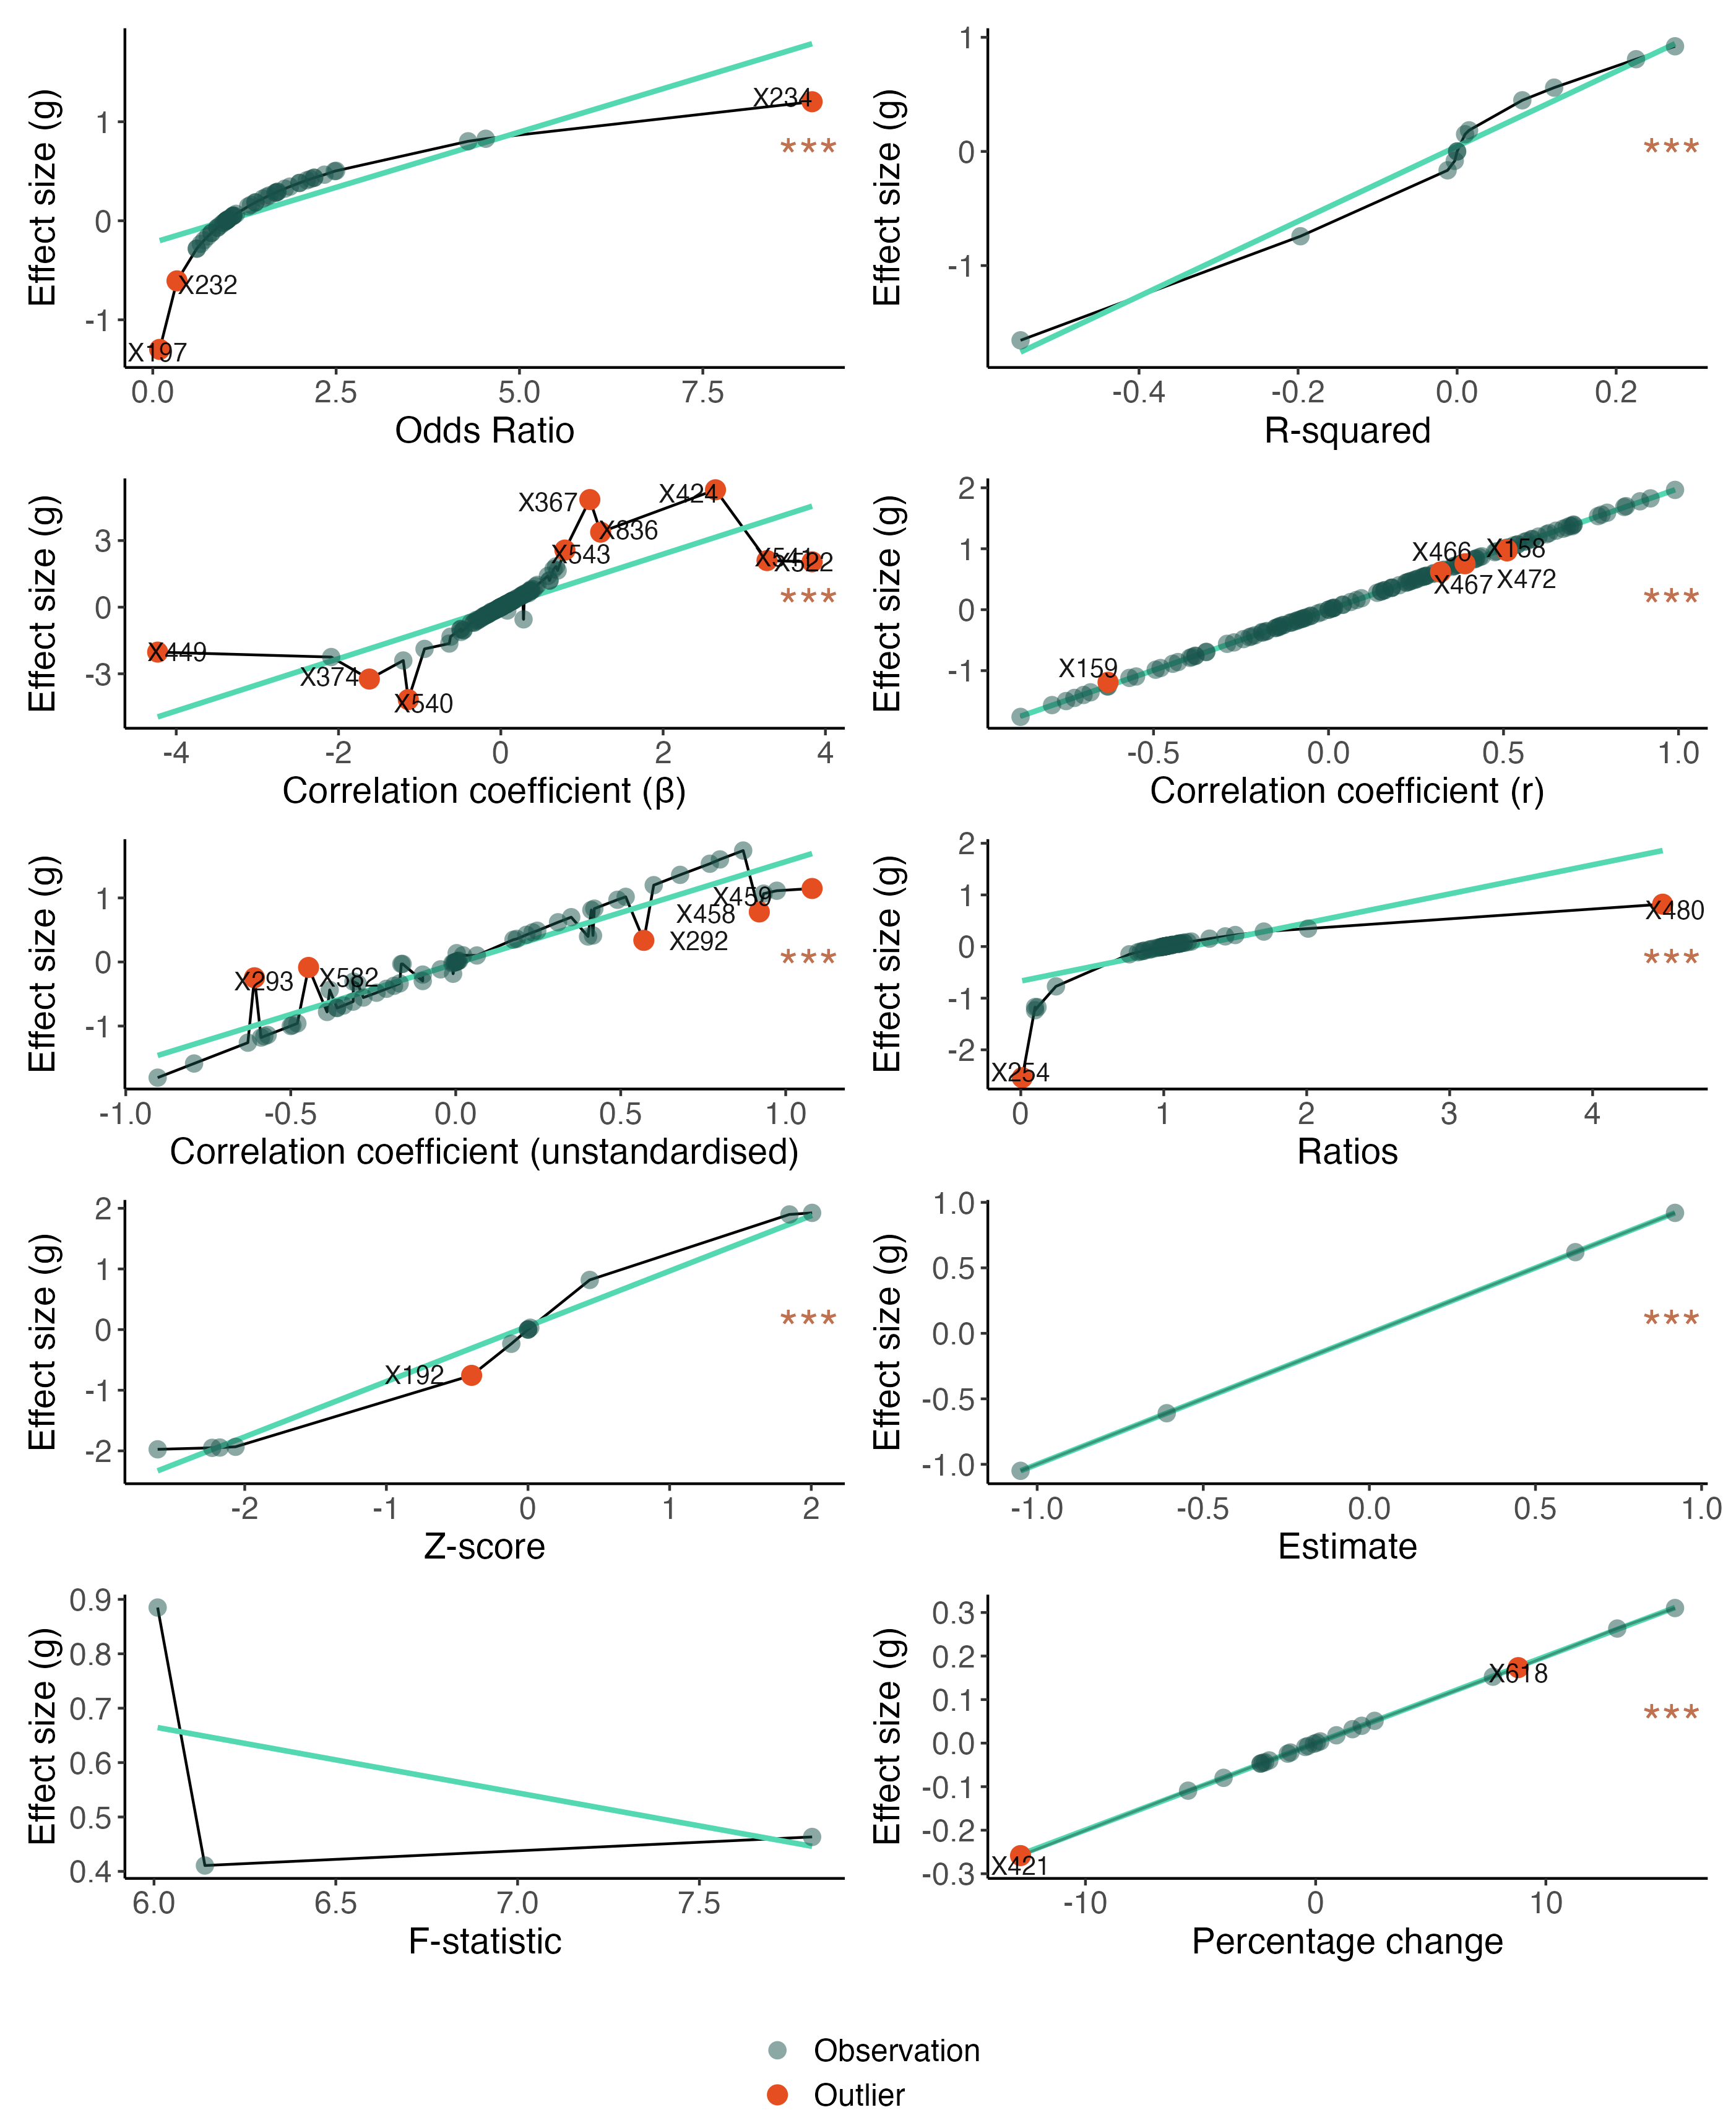 Effect size (g)
1
0
-1
X234
X232
X197
***
0.0 2.5 5.0 7.5
Odds Ratio
Effect size (g)
1
0
-1
***
-0.4 -0.2 0.0 0.2
R-squared
Effect size (g)
3
0
-3
X367
X424
X836
X543
X541
X522
X449
X374
X540
***
-4 -2 0 2 4
Correlation coefficient (β)
Effect size (g)
2
1
0
-1
X466
X158
X467
X472
X159
***
-0.5 0.0 0.5 1.0
Correlation coefficient (r)
Effect size (g)
1
0
-1
X459
X458
X292
X293
X582
***
-1.0 -0.5 0.0 0.5 1.0
Correlation coefficient (unstandardised)
Effect size (g)
2
1
0
-1
-2
X480
X254
***
0 1 2 3 4
Ratios
Effect size (g)
2
1
0
-1
-2
X192
***
-2 -1 0 1 2
Z-score
Effect size (g)
1.0
0.5
0.0
-0.5
-1.0
***
-1.0 -0.5 0.0 0.5 1.0
Estimate
Effect size (g)
0.9
0.8
0.7
0.6
0.5
0.4
6.0 6.5 7.0 7.5
F-statistic
Effect size (g)
0.3
0.2
0.1
0.0
-0.1
-0.2
-0.3
X618
X421
***
-10 0 10
Percentage change
Observation
Outlier